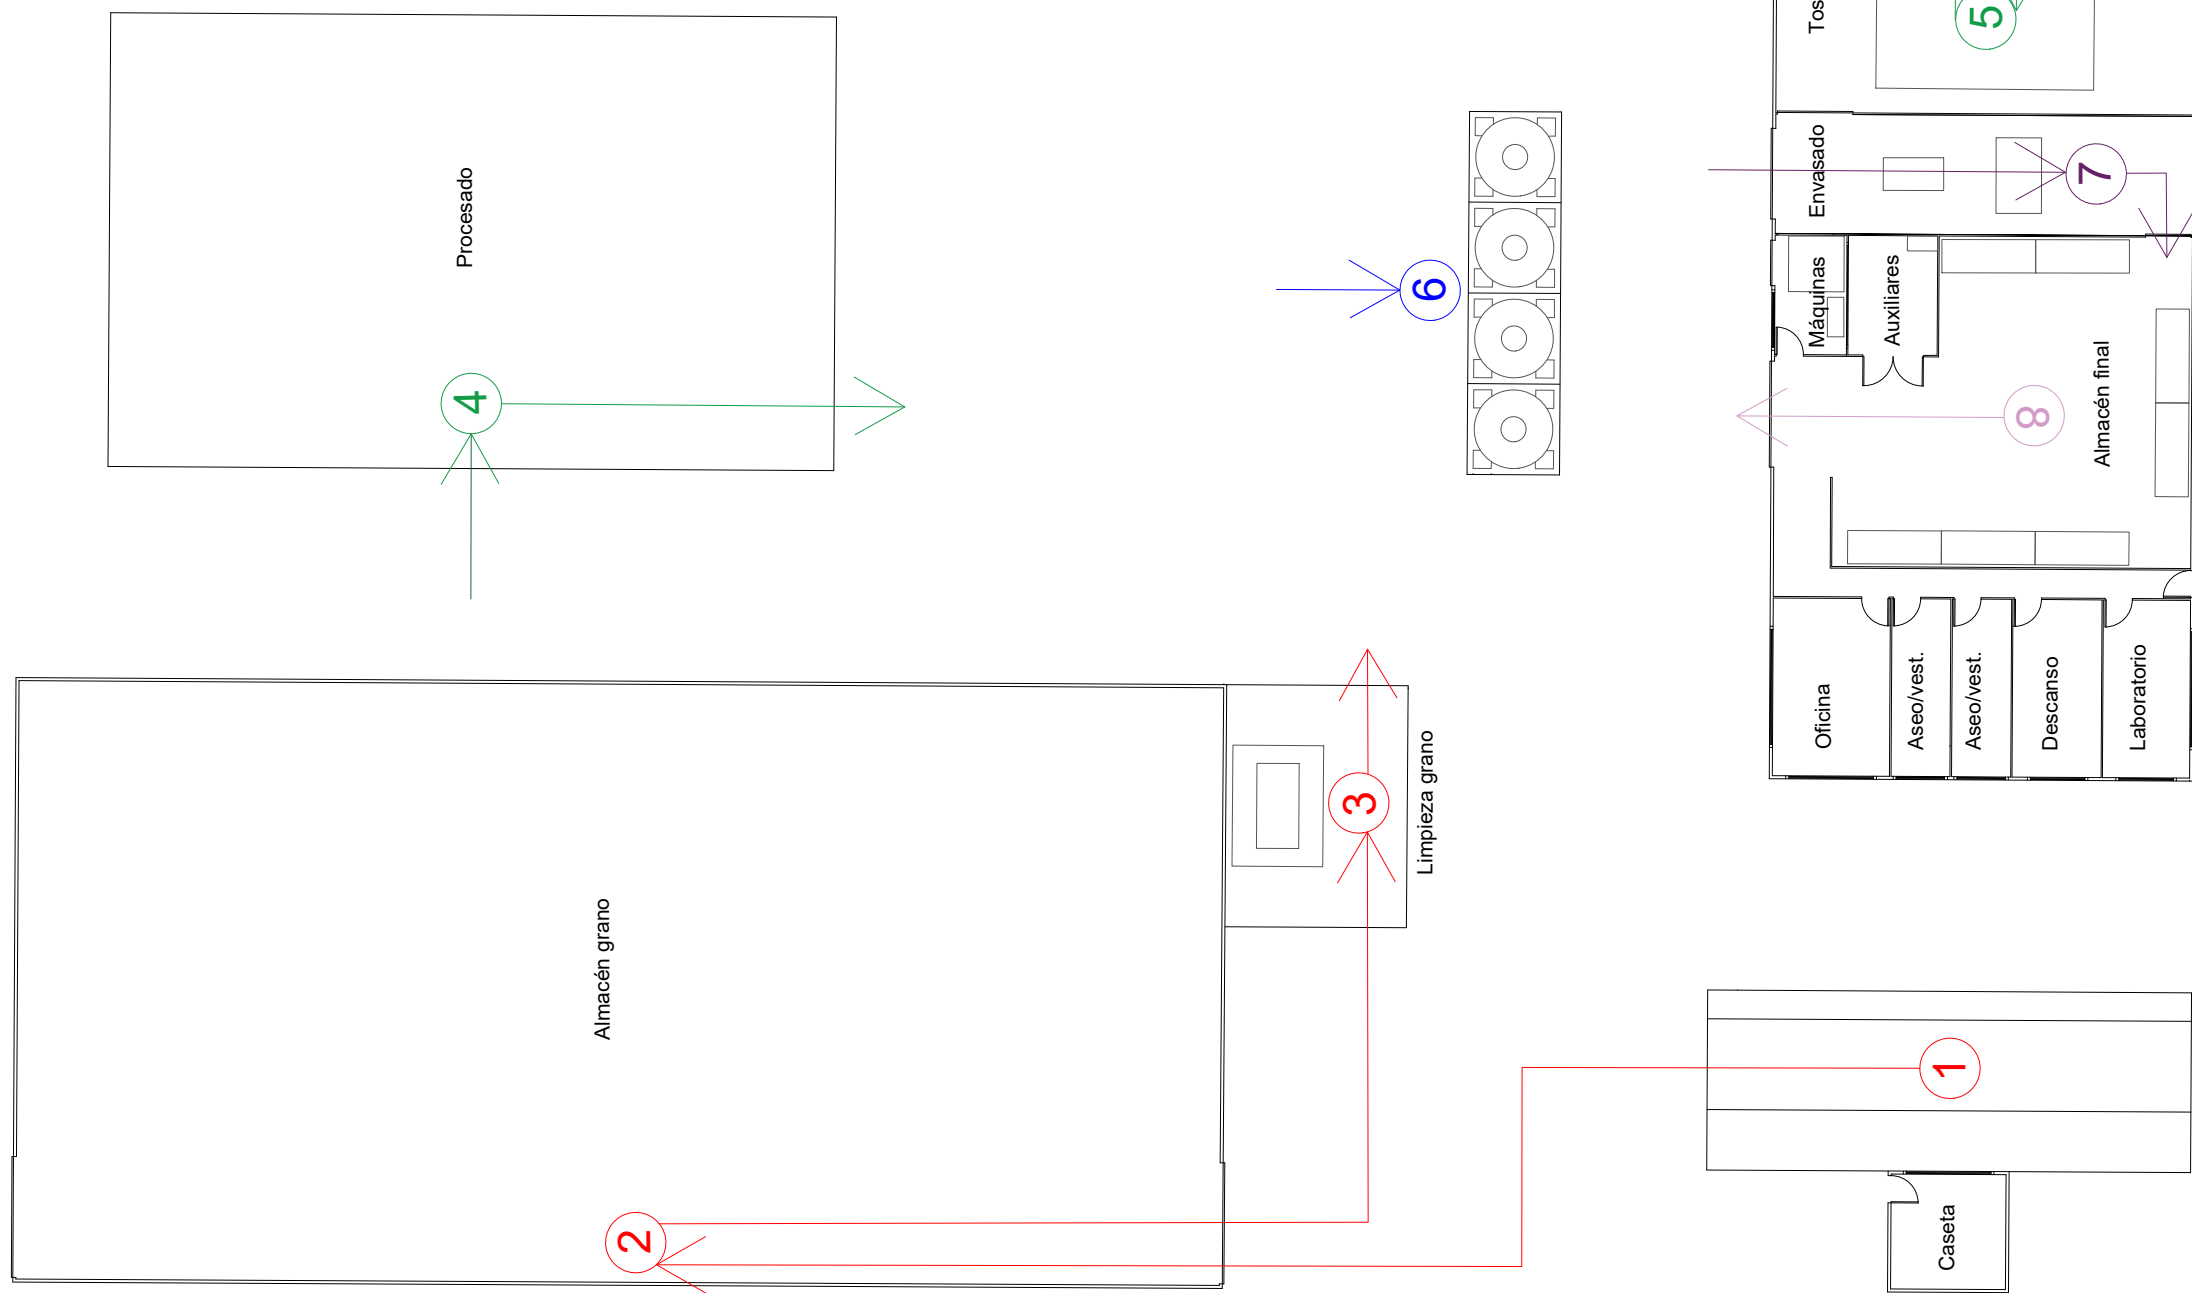 Procesado
4
Almacén grano
2
3
Limpieza grano
6
Tos
5
Envasado
7
Máquinas
Auxiliares
8
Almacén final
Oficina
Aseo/vest.
Aseo/vest.
Descanso
Laboratorio
1
Caseta